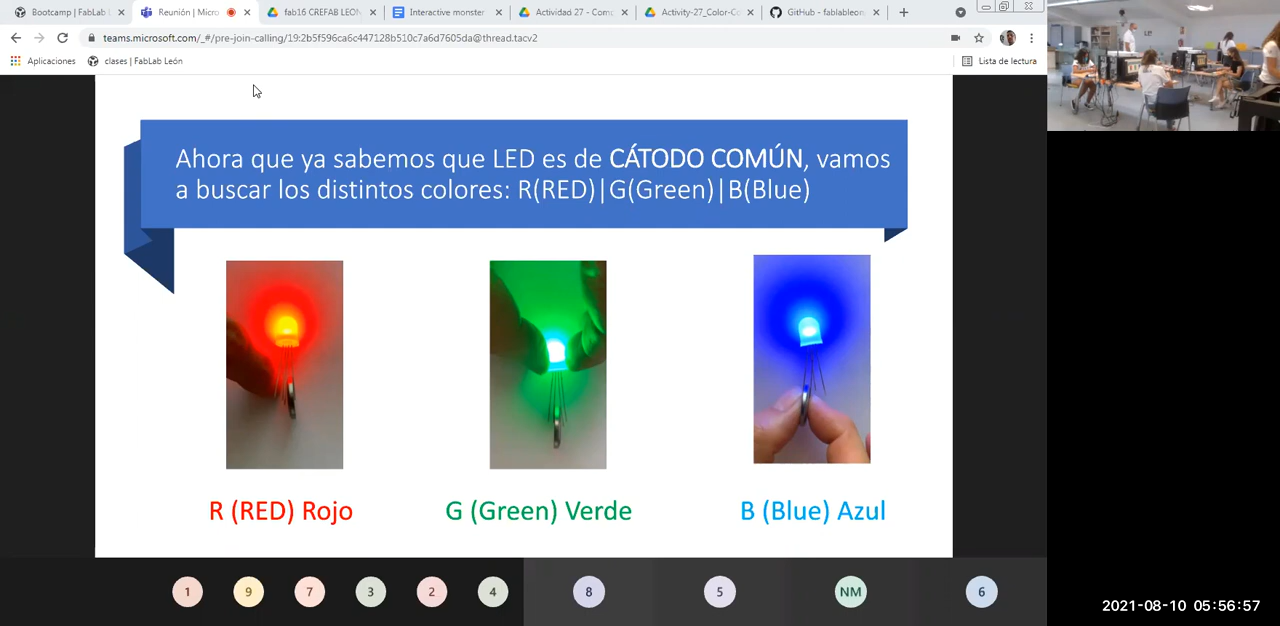 Bootcamp | FabLab
Reunión | Micro
fab16 CREFAB LEON
Interactive monster
Actividad 27 - Com
Activity-27_Color-C
GitHub - fablableon
teams.microsoft.com/_#/pre-join-calling/19:2b5f596ca6c447128b510c7a6d7605da@thread.tacv2
Aplicaciones
clases | FabLab León
Lista de lectura
Ahora que ya sabemos que LED es de CÁTODO COMÚN, vamos
a buscar los distintos colores: R(RED)|G(Green)|B(Blue)
R (RED) Rojo
G (Green) Verde
B (Blue) Azul
1
9
7
3
2
4
8
5
NM
6
2021-08-10 05:56:57